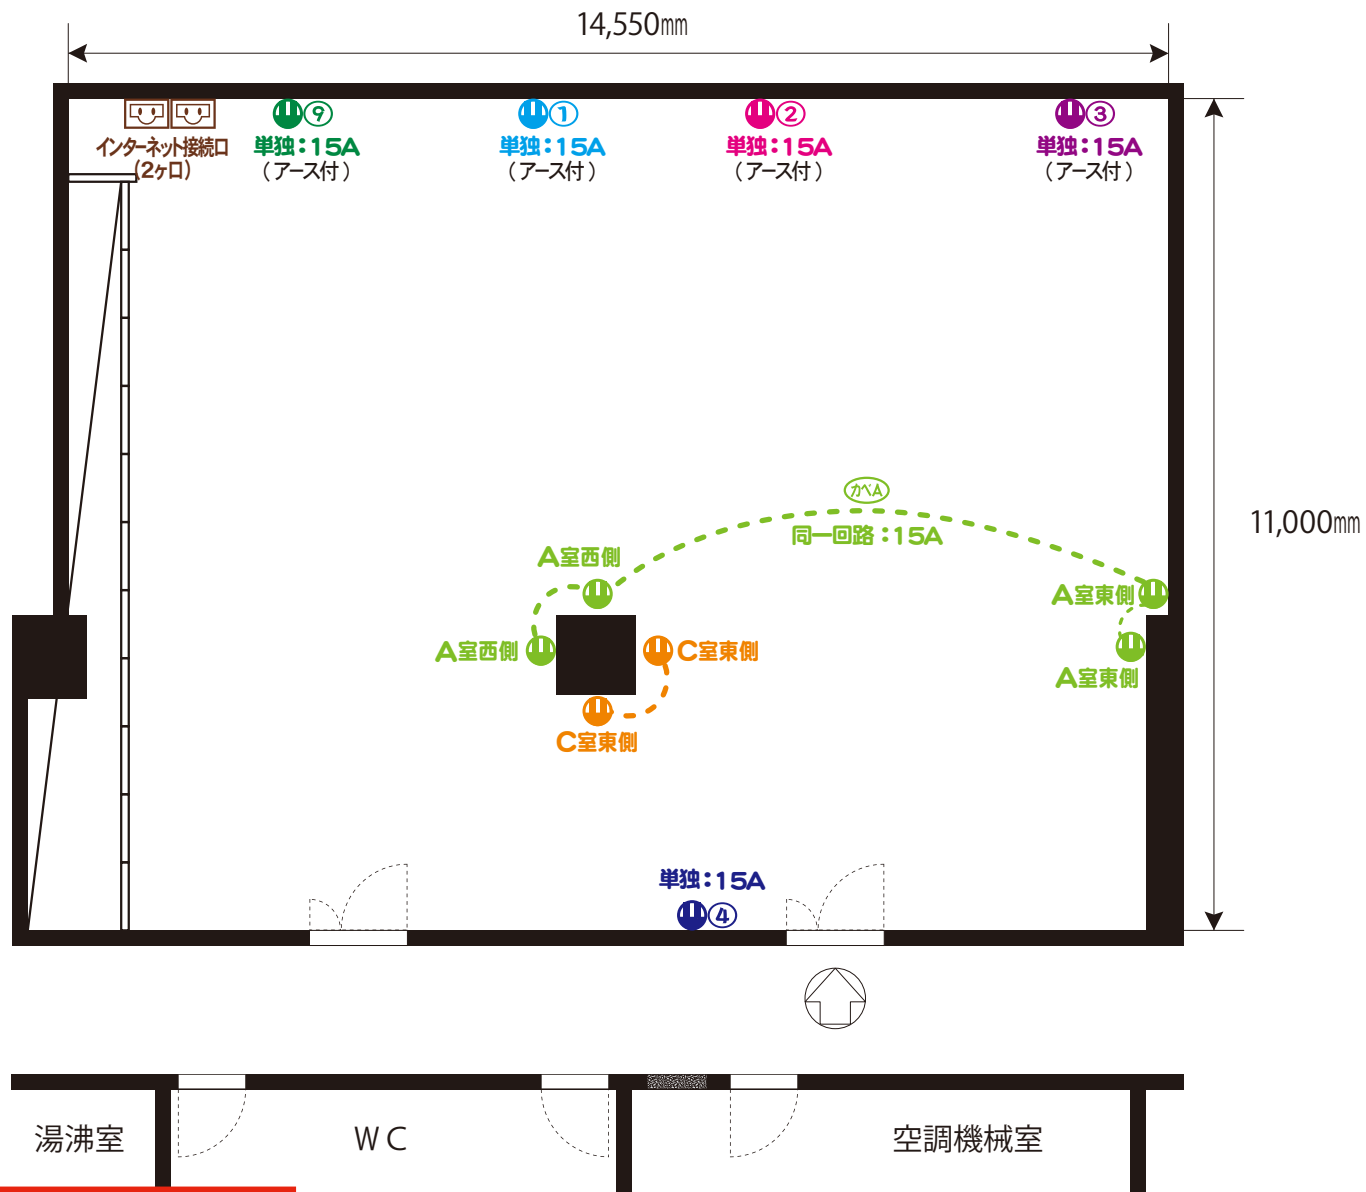 14,550㎜
⑨
①
②
③
インターネット接続口
(2ヶ口)
単独：15A
（アース付）
単独：15A
（アース付）
単独：15A
（アース付）
単独：15A
（アース付）
カベA
同一回路：15A
11,000㎜
A室西側
A室東側
A室西側
C室東側
A室東側
C室東側
単独：15A
④
湯沸室
WC
空調機械室